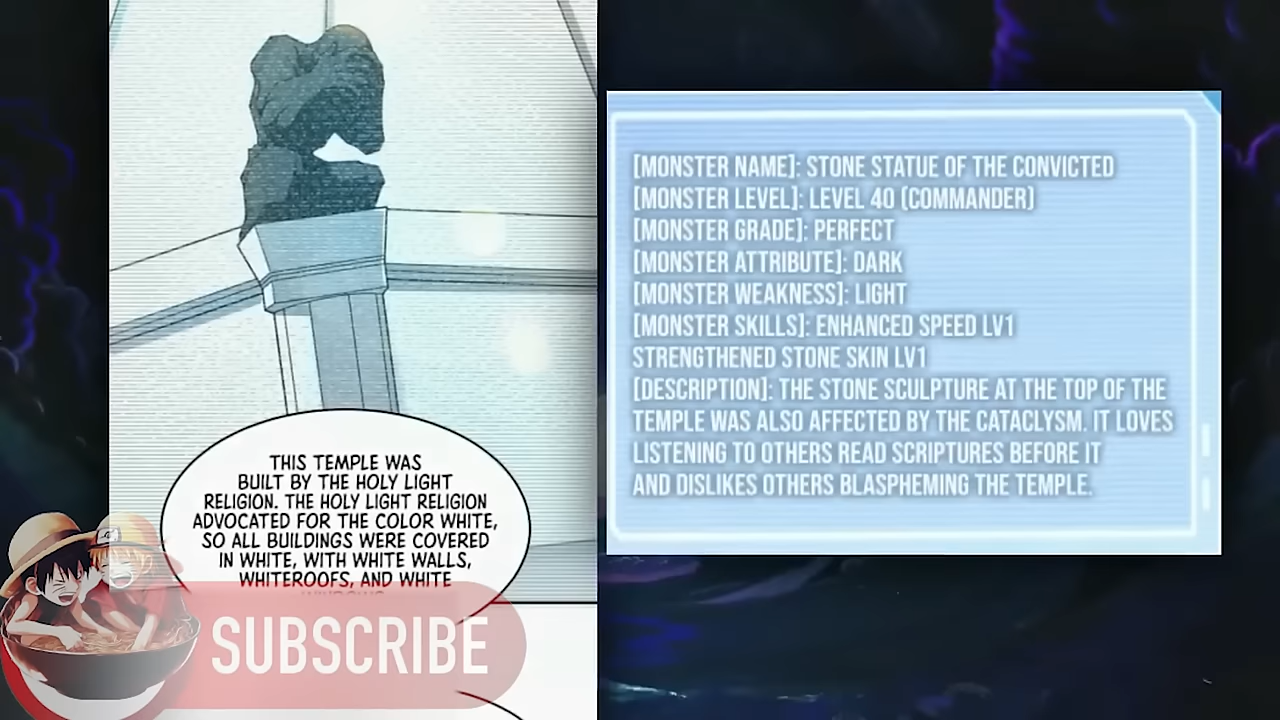 THIS TEMPLE WAS
BUILT BY THE HOLY LIGHT
RELIGION. THE HOLY LIGHT RELIGION
ADVOCATED FOR THE COLOR WHITE,
SO ALL BUILDINGS WERE COVERED
IN WHITE, WITH WHITE WALLS,
WHITEROOFS, AND WHITE
SUBSCRIBE
[MONSTER NAME]: STONE STATUE OF THE CONVICTED
[MONSTER LEVEL]: LEVEL 40 (COMMANDER)
[MONSTER GRADE]: PERFECT
[MONSTER ATTRIBUTE]: DARK
[MONSTER WEAKNESS]: LIGHT
[MONSTER SKILLS]: ENHANCED SPEED LV1
STRENGTHENED STONE SKIN LV1
[DESCRIPTION]: THE STONE SCULPTURE AT THE TOP OF THE
TEMPLE WAS ALSO AFFECTED BY THE CATACLYSM. IT LOVES
LISTENING TO OTHERS READ SCRIPTURES BEFORE IT
AND DISLIKES OTHERS BLASPHEMING THE TEMPLE.